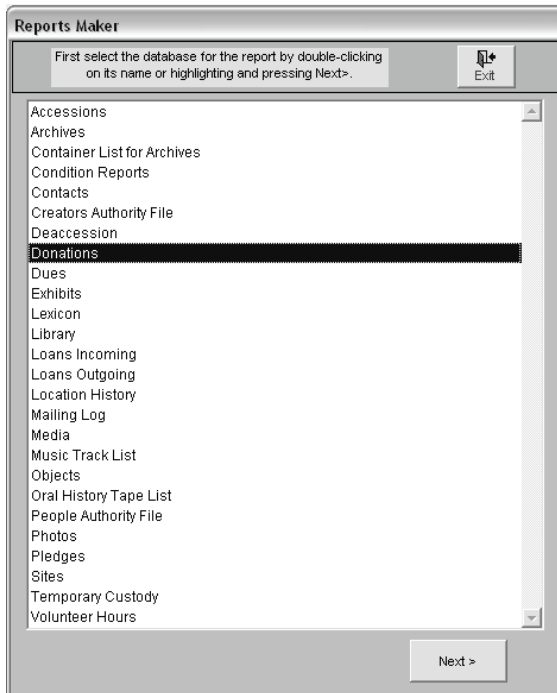 Reports Maker
First select the database for the report by double-clicking
on its name or highlighting and pressing Next>.
Exit
Accessions
Archives
Container List for Archives
Condition Reports
Contacts
Creators Authority File
Deaccession
Donations
Dues
Exhibits
Lexicon
Library
Loans Incoming
Loans Outgoing
Location History
Mailing Log
Media
Music Track List
Objects
Oral History Tape List
People Authority File
Photos
Pledges
Sites
Temporary Custody
Volunteer Hours
Next >